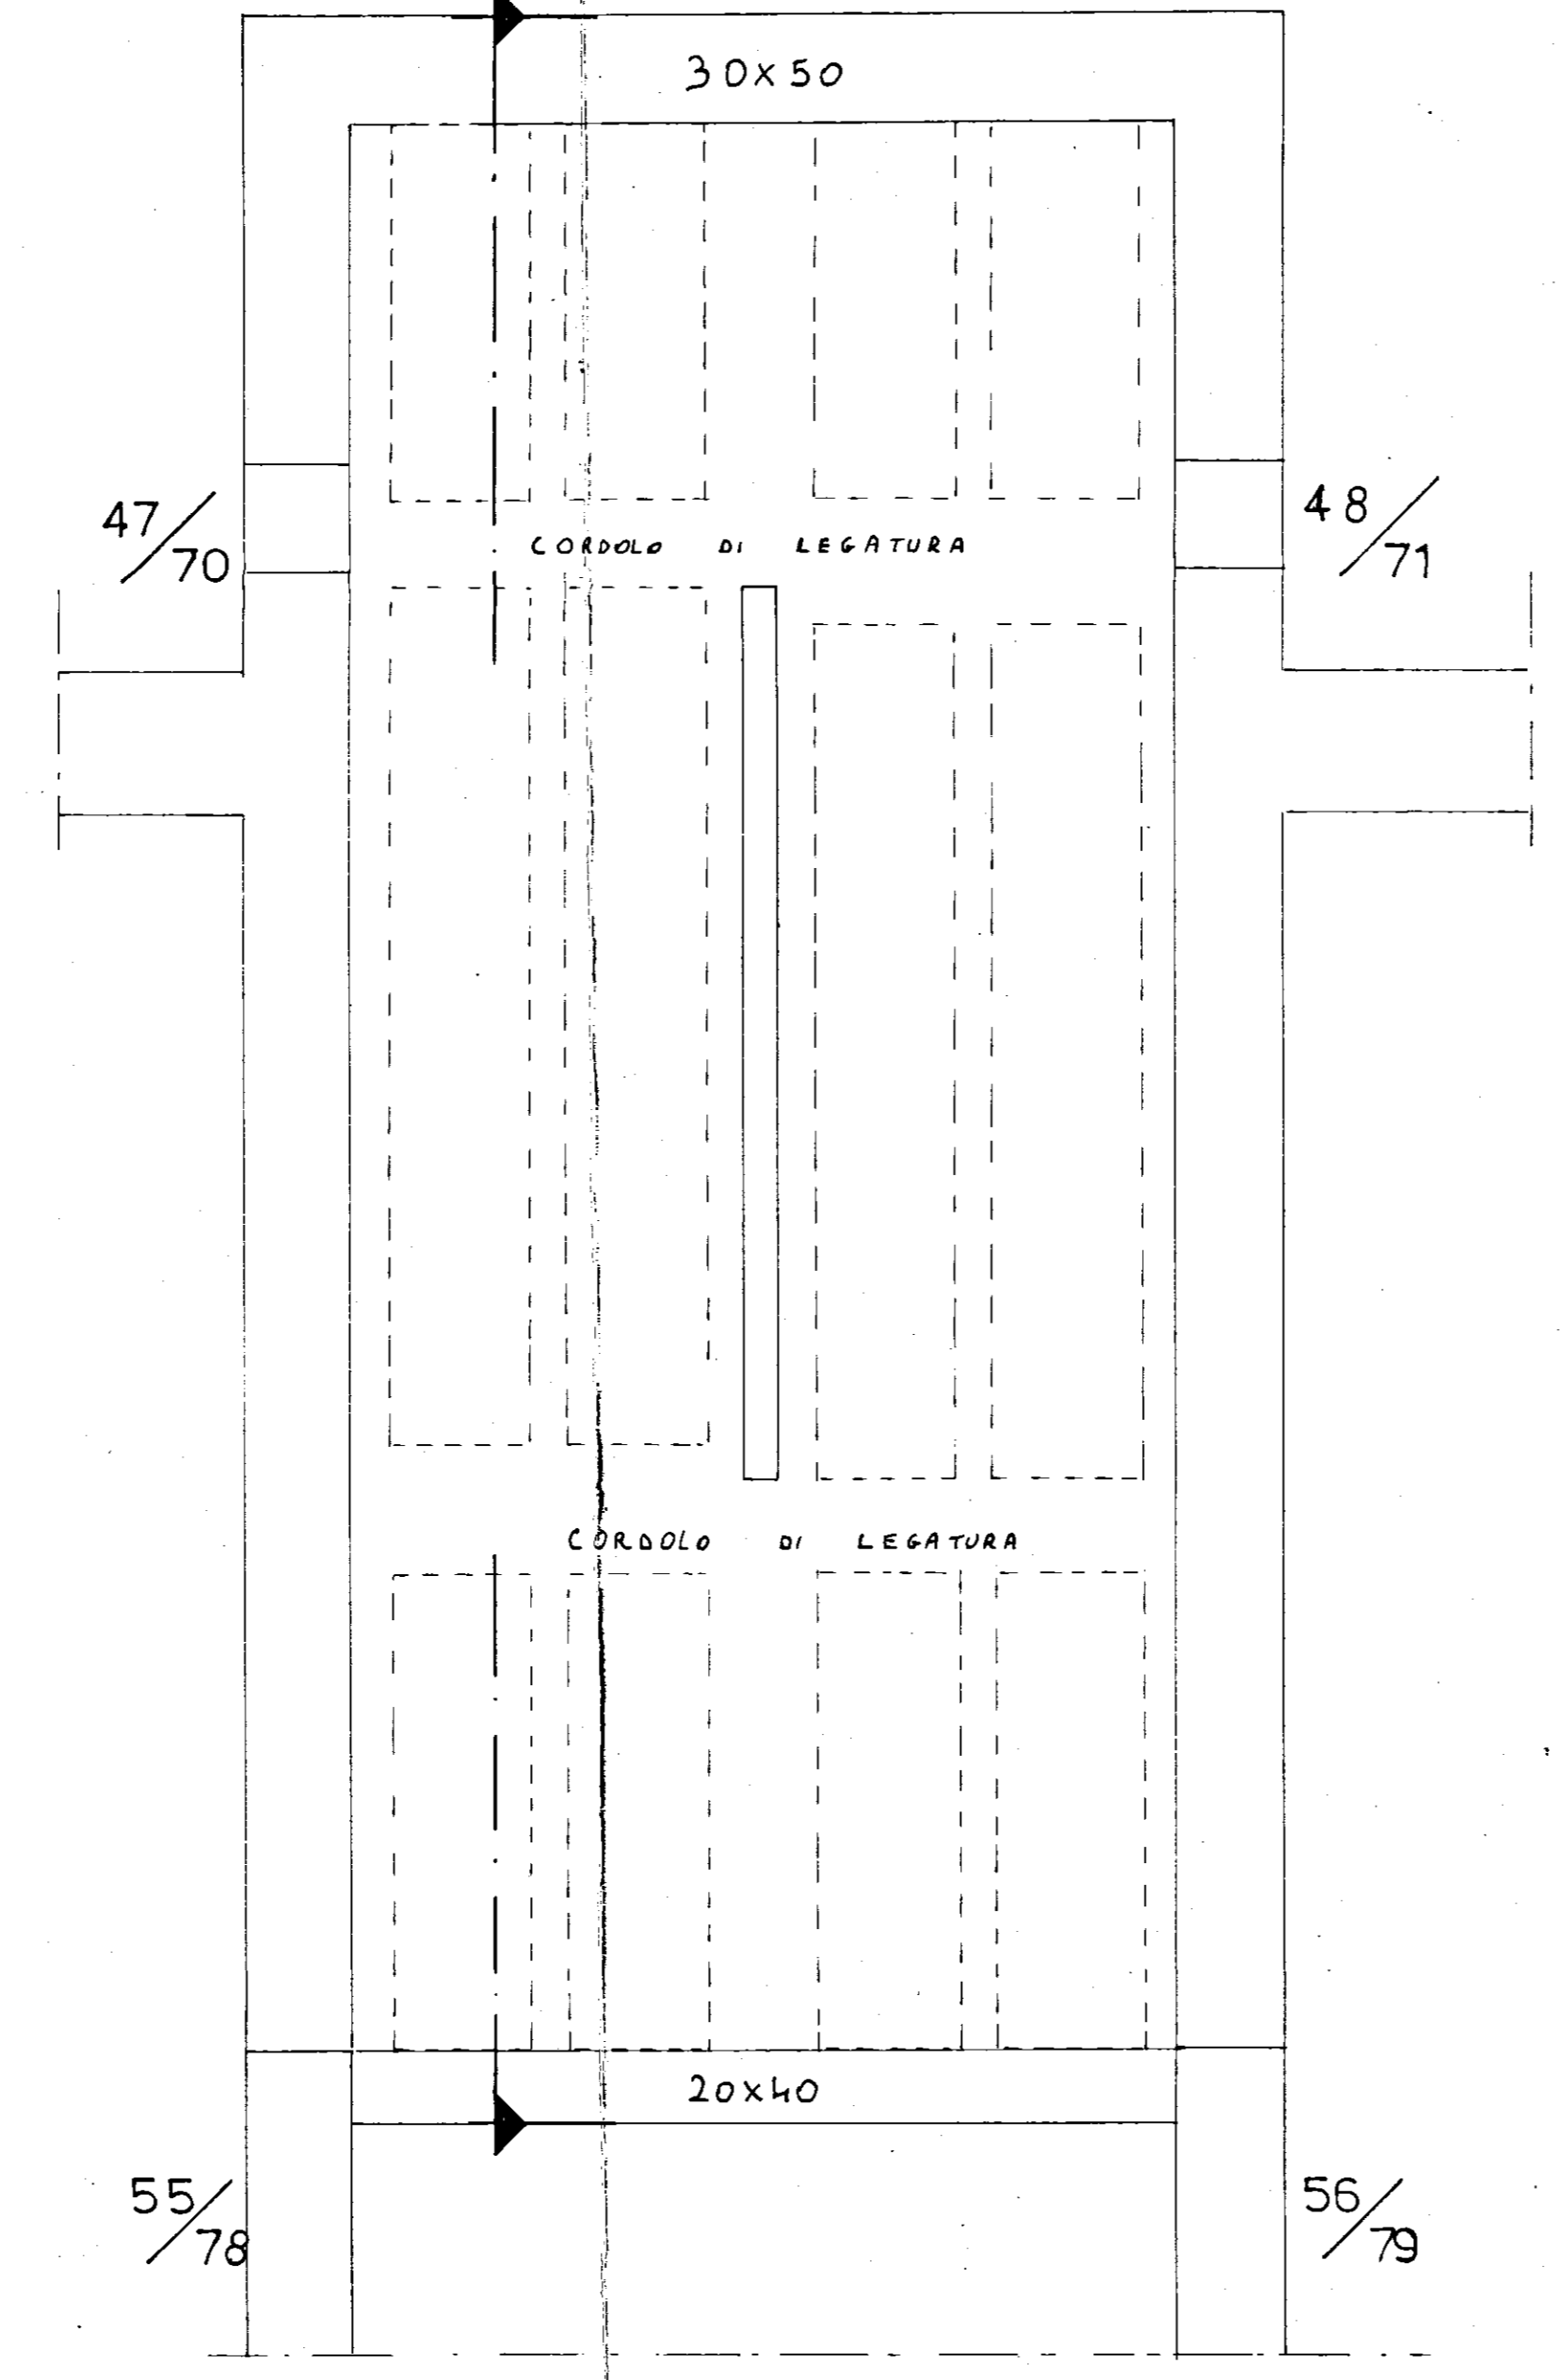 30x50
47/70
48/71
CORDOLO DI LEGATURA
CORDOLO DI LEGATURA
20x40
55/78
56/79